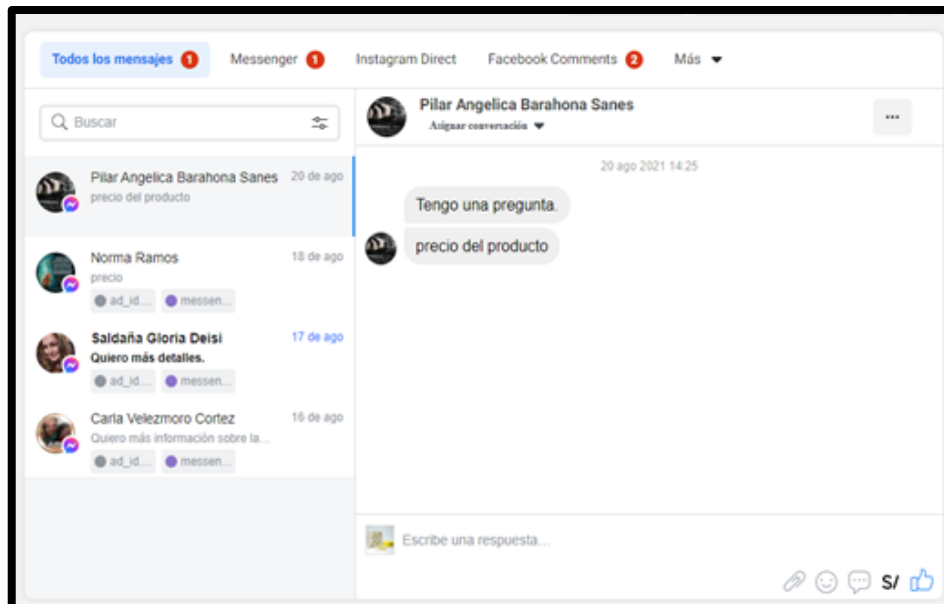 Todos los mensajes 1 Messenger 1 Instagram Direct Facebook Comments 2 Más
Buscar
Pilar Angelica Barahona Sanes 20 de ago
precio del producto
Norma Ramos 18 de ago
precio
ad_id.... messen...
Saldaña Gloria Deisi 17 de ago
Quiero más detalles.
ad_id.... messen...
Carla Velezmoro Cortez 16 de ago
Quiero más información sobre la...
ad_id.... messen...
Pilar Angelica Barahona Sanes
Asignar conversación
20 ago 2021 14:25
Tengo una pregunta.
precio del producto
Escribe una respuesta...
S/